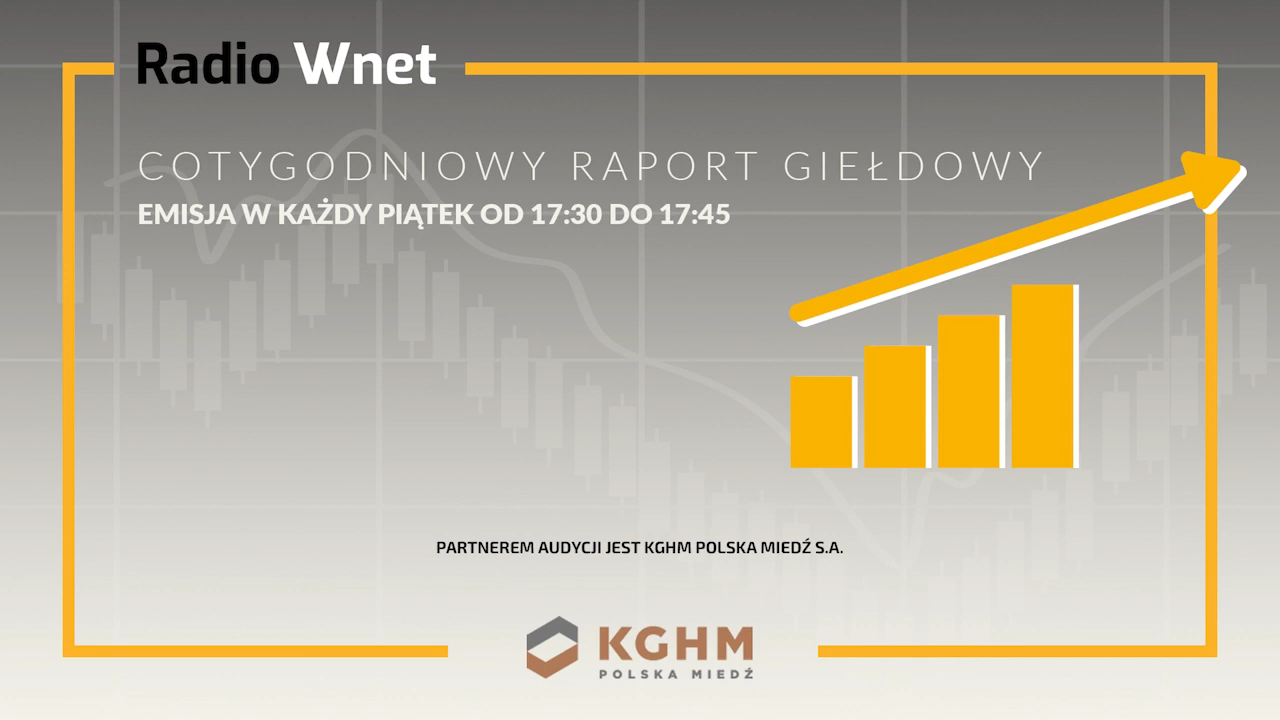 Radio Wnet
COTYGODNIOWY RAPORT GIEŁDOWY
EMISJA W KAŻDY PIĄTEK OD 17:30 DO 17:45
PARTNEREM AUDYCJI JEST KGHM POLSKA MIEDŹ S.A.
KGHM
POLSKA MIEDŹ